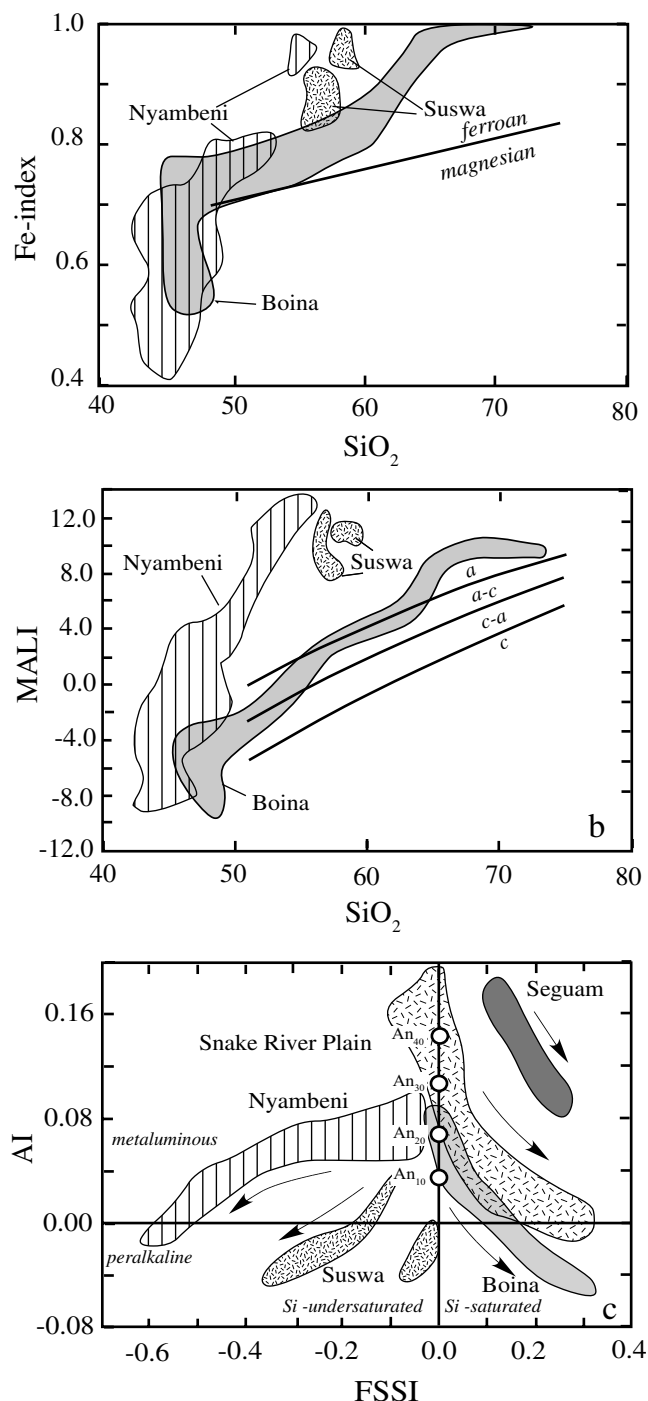 1.0
0.8
0.6
0.4
Fe-index
Nyambeni
Suswa
ferroan
magnesian
Boina
40
50
60
70
80
SiO2
12.0
8.0
4.0
0.0
-4.0
-8.0
-12.0
MALI
Nyambeni
Suswa
a
a-c
c-a
c
Boina
b
40
50
60
70
80
SiO2
0.16
0.08
0.00
-0.08
AI
Seguam
Snake River Plain
An40
An30
Nyambeni
metaluminous
An20
An10
peralkaline
Suswa
Boina
Si -undersaturated
Si -saturated
c
-0.6
-0.4
-0.2
0.0
0.2
0.4
FSSI